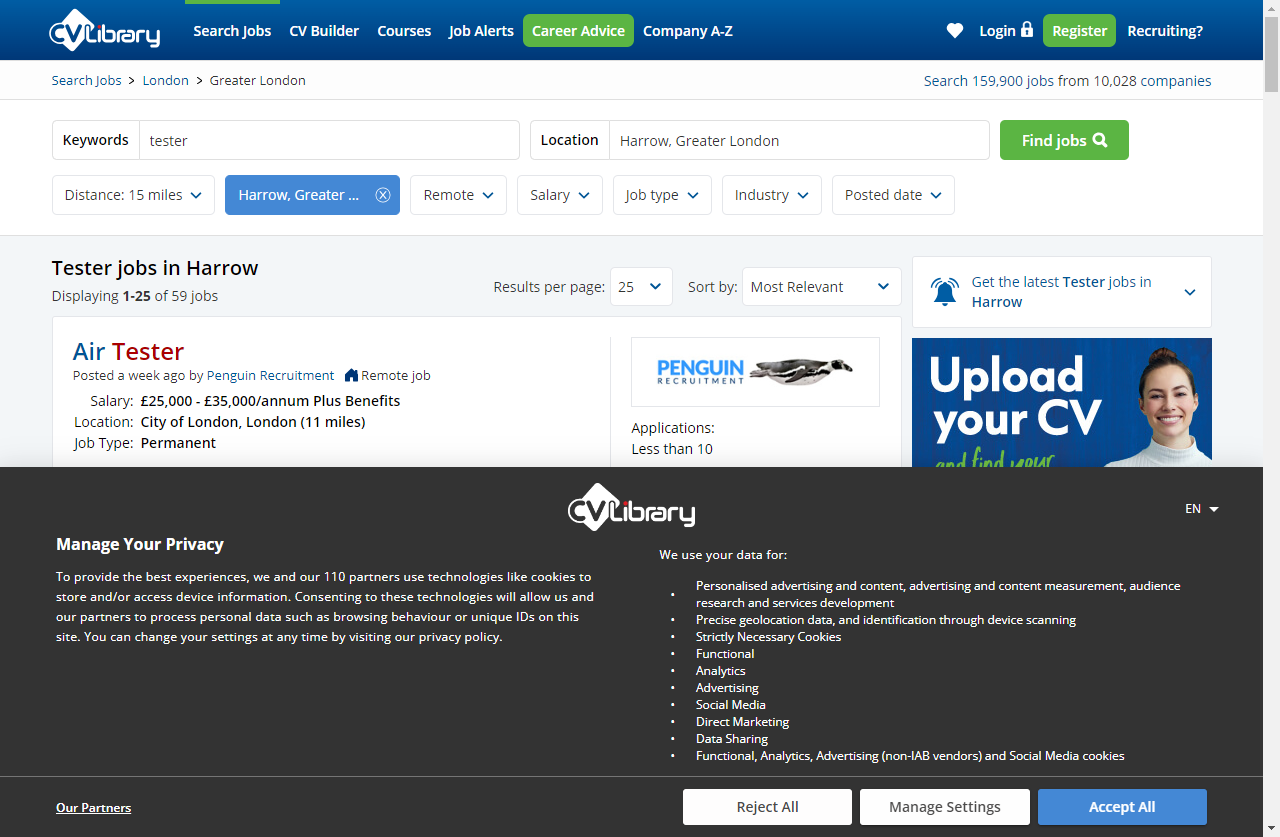 CVLibrary
Search Jobs CV Builder Courses Job Alerts Career Advice Company A-Z Login Register Recruiting?
Search Jobs > London > Greater London
Search 159,900 jobs from 10,028 companies
Keywords tester Location Harrow, Greater London Find jobs
Distance: 15 miles Harrow, Greater ... Remote Salary Job type Industry Posted date
Tester jobs in Harrow
Displaying 1-25 of 59 jobs
Results per page: 25 Sort by: Most Relevant
Get the latest Tester jobs in
Harrow
Air Tester
Posted a week ago by Penguin Recruitment Remote job
Salary: £25,000 - £35,000/annum Plus Benefits
Location: City of London, London (11 miles)
Job Type: Permanent
PENGUIN
RECRUITMENT
Applications:
Less than 10
Upload
your CV
and find your
CVLibrary
EN
Manage Your Privacy
To provide the best experiences, we and our 110 partners use technologies like cookies to
store and/or access device information. Consenting to these technologies will allow us and
our partners to process personal data such as browsing behaviour or unique IDs on this
site. You can change your settings at any time by visiting our privacy policy.
We use your data for:
• Personalised advertising and content, advertising and content measurement, audience
research and services development
• Precise geolocation data, and identification through device scanning
• Strictly Necessary Cookies
• Functional
• Analytics
• Advertising
• Social Media
• Direct Marketing
• Data Sharing
• Functional, Analytics, Advertising (non-IAB vendors) and Social Media cookies
Our Partners
Reject All Manage Settings Accept All